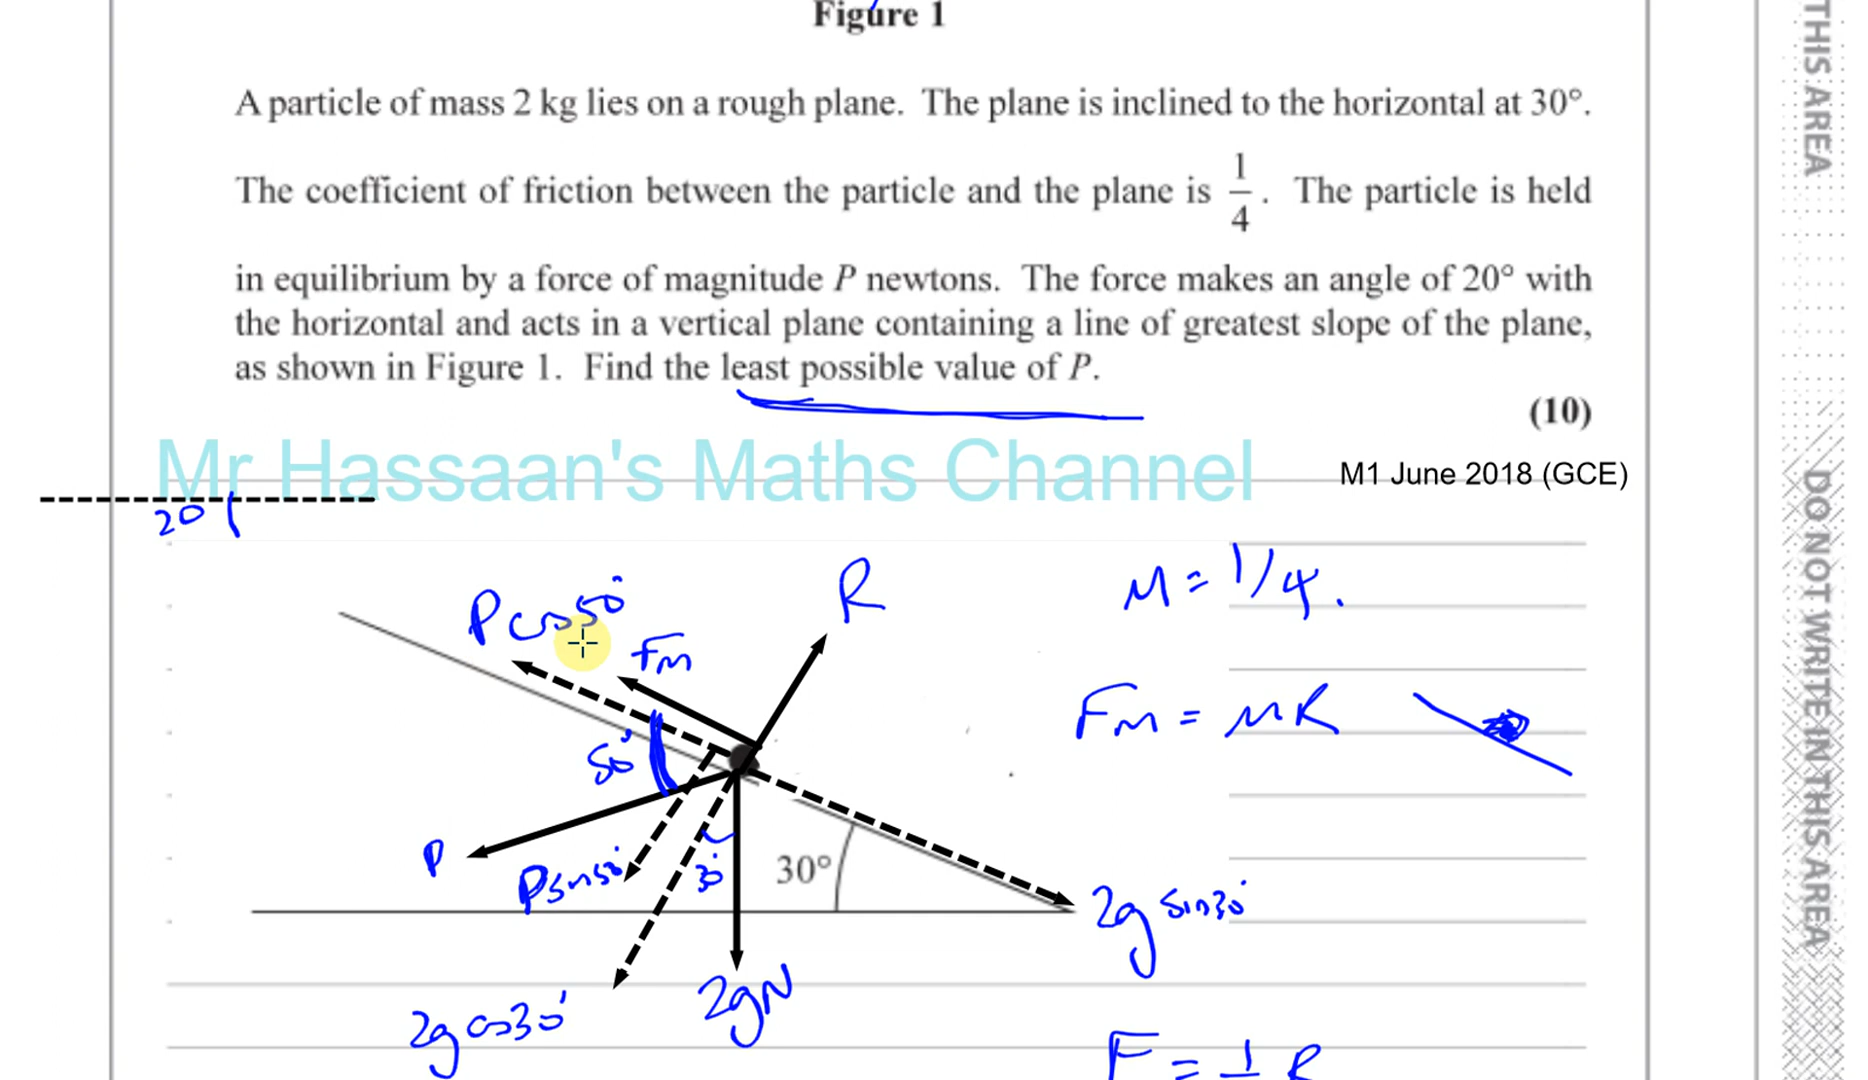 Figure 1
A particle of mass 2 kg lies on a rough plane. The plane is inclined to the horizontal at 30°.
The coefficient of friction between the particle and the plane is 1/4. The particle is held
in equilibrium by a force of magnitude P newtons. The force makes an angle of 20° with
the horizontal and acts in a vertical plane containing a line of greatest slope of the plane,
as shown in Figure 1. Find the least possible value of P.
(10)
Mr Hassaan's Maths Channel
M1 June 2018 (GCE)
20
R
M = 1/4.
P cos 50°
Fm
Fm = MR
50°
P
P sin 50°
30°
30°
2g sin 30°
2g cos 30°
2gN
F = 1 R
THIS AREA
DO NOT WRITE IN THIS AREA